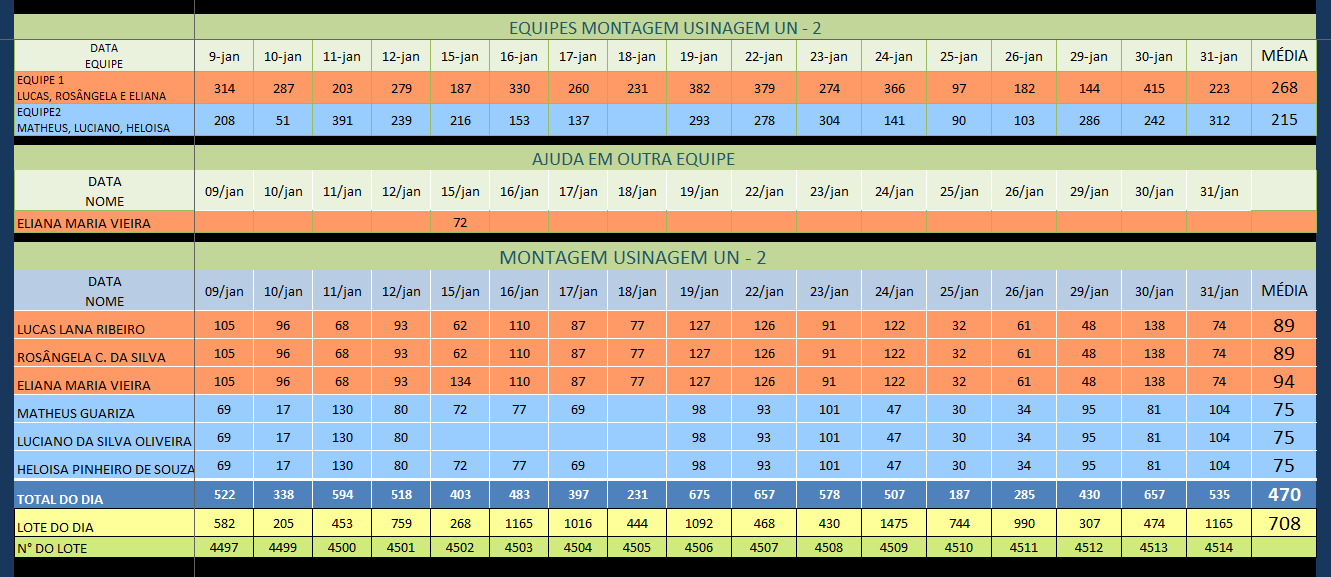 EQUIPES MONTAGEM USINAGEM UN - 2
DATA
EQUIPE
9-jan 10-jan 11-jan 12-jan 15-jan 16-jan 17-jan 18-jan 19-jan 22-jan 23-jan 24-jan 25-jan 26-jan 29-jan 30-jan 31-jan MÉDIA
EQUIPE 1
LUCAS, ROSÂNGELA E ELIANA
314 287 203 279 187 330 260 231 382 379 274 366 97 182 144 415 223 268
EQUIPE2
MATHEUS, LUCIANO, HELOISA
208 51 391 239 216 153 137 293 278 304 141 90 103 286 242 312 215
AJUDA EM OUTRA EQUIPE
DATA
NOME
09/jan 10/jan 11/jan 12/jan 15/jan 16/jan 17/jan 18/jan 19/jan 22/jan 23/jan 24/jan 25/jan 26/jan 29/jan 30/jan 31/jan
ELIANA MARIA VIEIRA 72
MONTAGEM USINAGEM UN - 2
DATA
NOME
09/jan 10/jan 11/jan 12/jan 15/jan 16/jan 17/jan 18/jan 19/jan 22/jan 23/jan 24/jan 25/jan 26/jan 29/jan 30/jan 31/jan MÉDIA
LUCAS LANA RIBEIRO 105 96 68 93 62 110 87 77 127 126 91 122 32 61 48 138 74 89
ROSÂNGELA C. DA SILVA 105 96 68 93 62 110 87 77 127 126 91 122 32 61 48 138 74 89
ELIANA MARIA VIEIRA 105 96 68 93 134 110 87 77 127 126 91 122 32 61 48 138 74 94
MATHEUS GUARIZA 69 17 130 80 72 77 69 98 93 101 47 30 34 95 81 104 75
LUCIANO DA SILVA OLIVEIRA 69 17 130 80 98 93 101 47 30 34 95 81 104 75
HELOISA PINHEIRO DE SOUZA 69 17 130 80 72 77 69 98 93 101 47 30 34 95 81 104 75
TOTAL DO DIA 522 338 594 518 403 483 397 231 675 657 578 507 187 285 430 657 535 470
LOTE DO DIA 582 205 453 759 268 1165 1016 444 1092 468 430 1475 744 990 307 474 1165 708
N° DO LOTE 4497 4499 4500 4501 4502 4503 4504 4505 4506 4507 4508 4509 4510 4511 4512 4513 4514